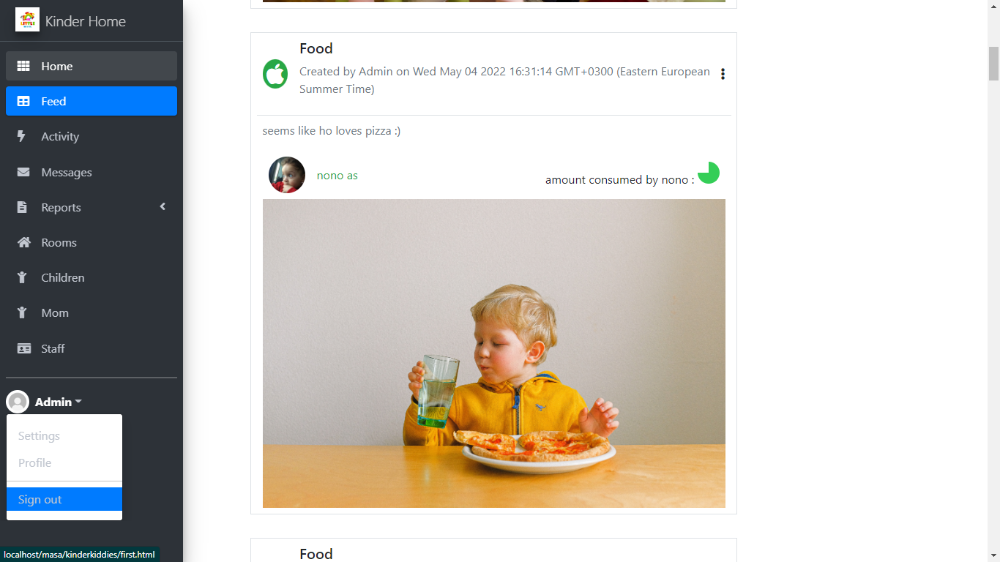 Kinder Home
Home
Feed
Activity
Messages
Reports
Rooms
Children
Mom
Staff
Admin
Settings
Profile
Sign out
localhost/masa/kinderkiddies/first.html
Food
Created by Admin on Wed May 04 2022 16:31:14 GMT+0300 (Eastern European
Summer Time)
seems like ho loves pizza :)
nono as
amount consumed by nono :
Food